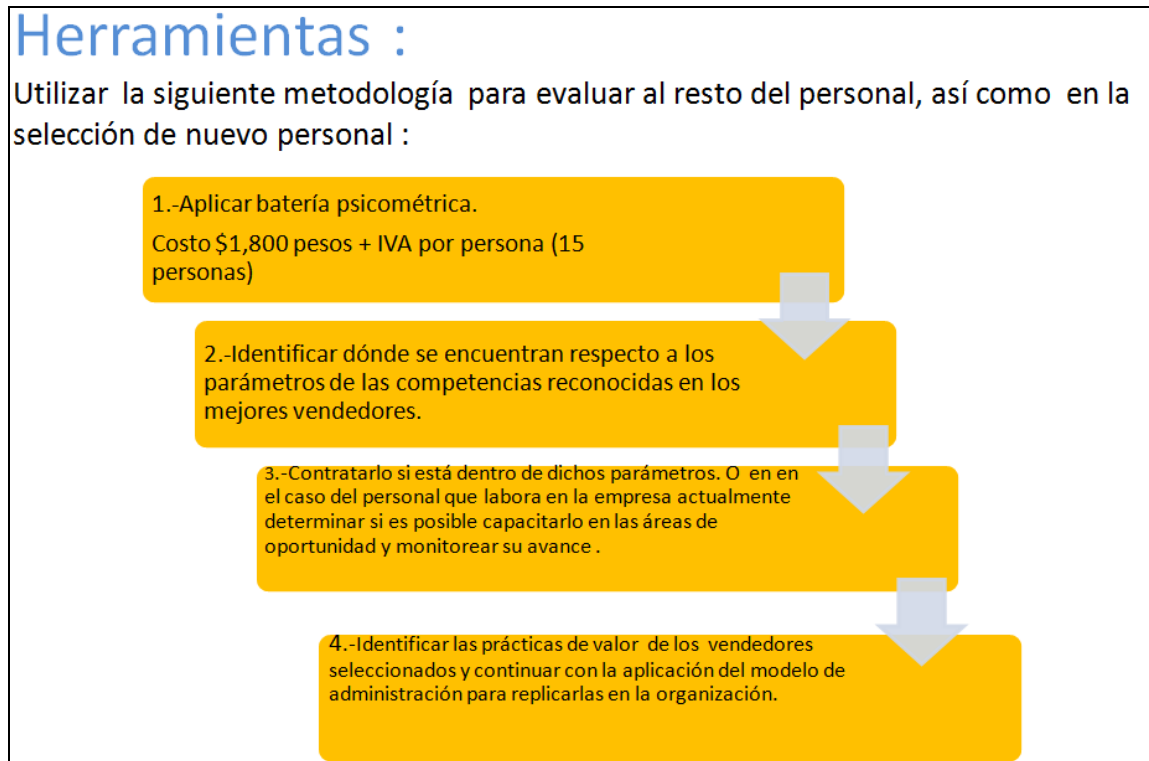 Herramientas :
Utilizar la siguiente metodología para evaluar al resto del personal, así como en la
selección de nuevo personal :
1.-Aplicar batería psicométrica.
Costo $1,800 pesos + IVA por persona (15
personas)
2.-Identificar dónde se encuentran respecto a los
parámetros de las competencias reconocidas en los
mejores vendedores.
3.-Contratarlo si está dentro de dichos parámetros. O en en
el caso del personal que labora en la empresa actualmente
determinar si es posible capacitarlo en las áreas de
oportunidad y monitorear su avance .
4.-Identificar las prácticas de valor de los vendedores
seleccionados y continuar con la aplicación del modelo de
administración para replicarlas en la organización.